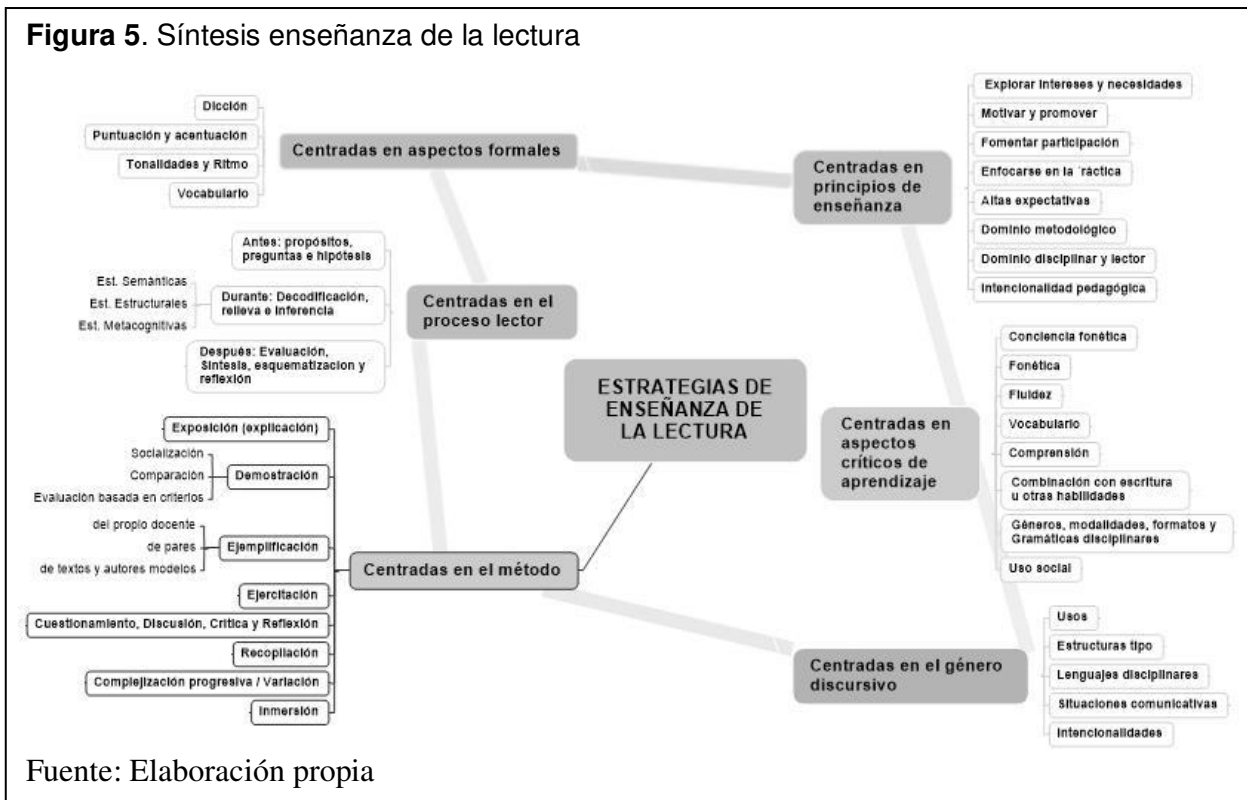 Figura 5. Síntesis enseñanza de la lectura
Dicción
Puntuación y acentuación
Tonalidades y Ritmo
Vocabulario
Centradas en aspectos formales
Antes: propósitos,
preguntas e hipótesis
Est. Semánticas
Est. Estructurales
Est. Metacognitivas
Durante: Decodificación,
relieva e Inferencia
Después: Evaluación,
Síntesis, esquematizacion y
reflexión
Centradas en el
proceso lector
ESTRATEGIAS DE
ENSEÑANZA DE
LA LECTURA
Exposición (explicación)
Socialización
Comparación
Evaluación basada en criterios
Demostración
del propio docente
de pares
de textos y autores modelos
Ejemplificación
Ejercitación
Cuestionamiento, Discusión, Crítica y Reflexión
Recopilación
Complejización progresiva / Variación
Inmersión
Centradas en el método
Centradas en
principios de
enseñanza
Explorar Intereses y necesidades
Motivar y promover
Fomentar participación
Enfocarse en la ´ráctica
Altas expectativas
Dominio metodológico
Dominio disciplinar y lector
Intencionalidad pedagógica
Centradas en
aspectos
críticos de
aprendizaje
Conciencia fonética
Fonética
Fluidez
Vocabulario
Comprensión
Combinación con escritura
u otras habilidades
Géneros, modalidades, formatos y
Gramáticas disciplinares
Uso social
Centradas en el género
discursivo
Usos
Estructuras tipo
Lenguajes disciplinares
Situaciones comunicativas
Intencionalidades
Fuente: Elaboración propia